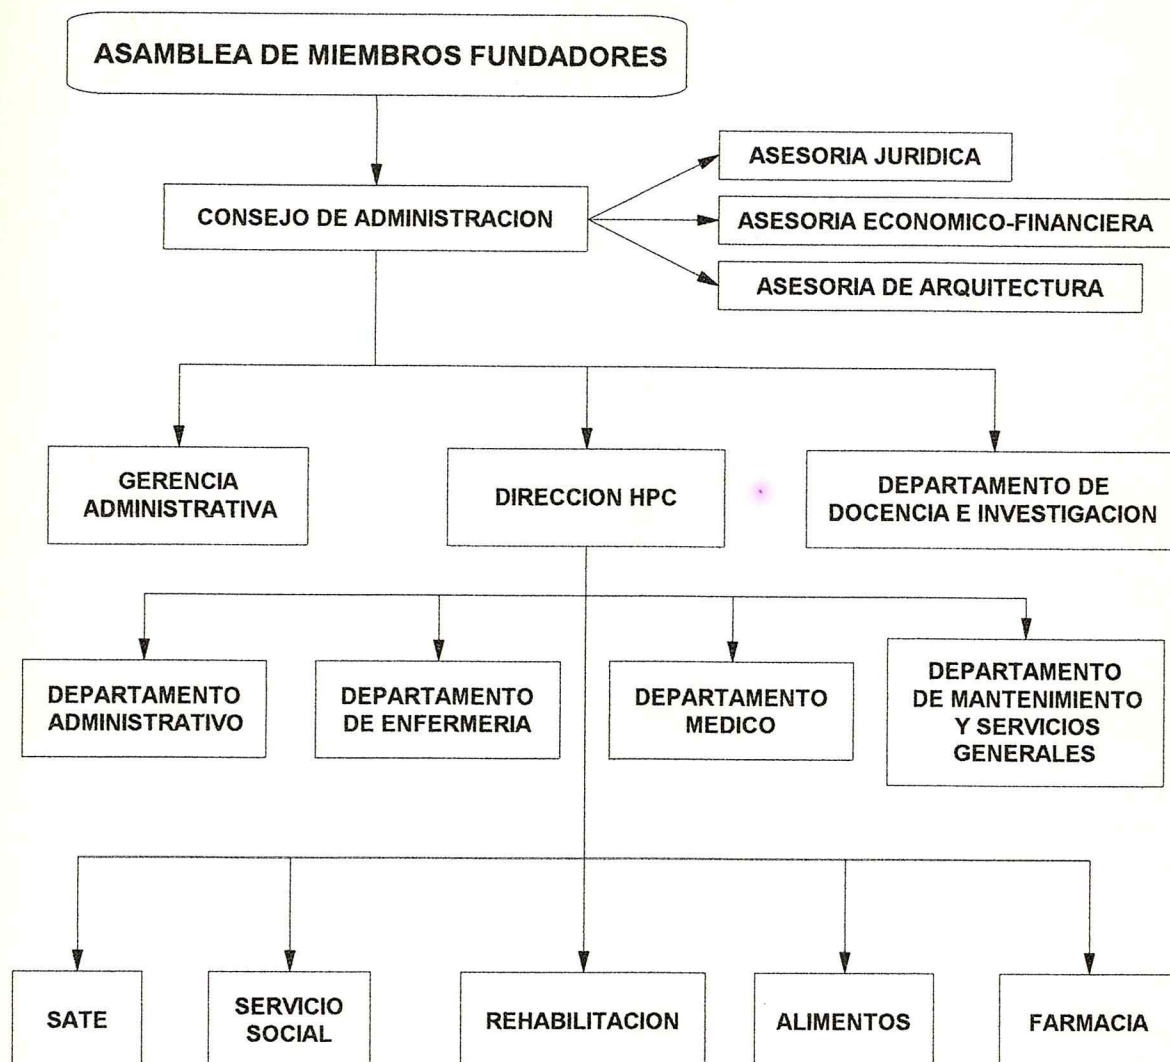 ASAMBLEA DE MIEMBROS FUNDADORES
ASESORIA JURIDICA
CONSEJO DE ADMINISTRACION
ASESORIA ECONOMICO-FINANCIERA
ASESORIA DE ARQUITECTURA
GERENCIA
ADMINISTRATIVA
DIRECCION HPC
DEPARTAMENTO DE
DOCENCIA E INVESTIGACION
DEPARTAMENTO
ADMINISTRATIVO
DEPARTAMENTO
DE ENFERMERIA
DEPARTAMENTO
MEDICO
DEPARTAMENTO
DE MANTENIMIENTO
Y SERVICIOS
GENERALES
SATE
SERVICIO
SOCIAL
REHABILITACION
ALIMENTOS
FARMACIA